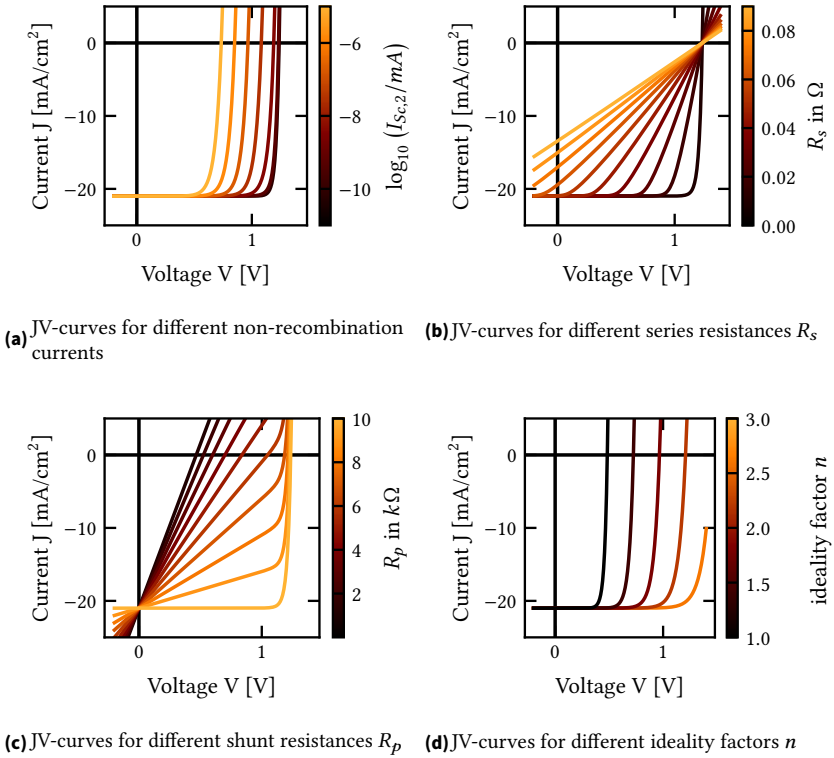 0
−10
−20
Current J [mA/cm²]
0
1
Voltage V [V]
−6
−8
−10
log₁₀ (I_{Sc,2}/mA)
(a) JV-curves for different non-recombination
currents
0
−10
−20
Current J [mA/cm²]
0
1
Voltage V [V]
0.08
0.06
0.04
0.02
0.00
R_s in Ω
(b) JV-curves for different series resistances R_s
0
−10
−20
Current J [mA/cm²]
0
1
Voltage V [V]
10
8
6
4
2
R_p in kΩ
(c) JV-curves for different shunt resistances R_p
0
−10
−20
Current J [mA/cm²]
0
1
Voltage V [V]
3.0
2.5
2.0
1.5
1.0
ideality factor n
(d) JV-curves for different ideality factors n